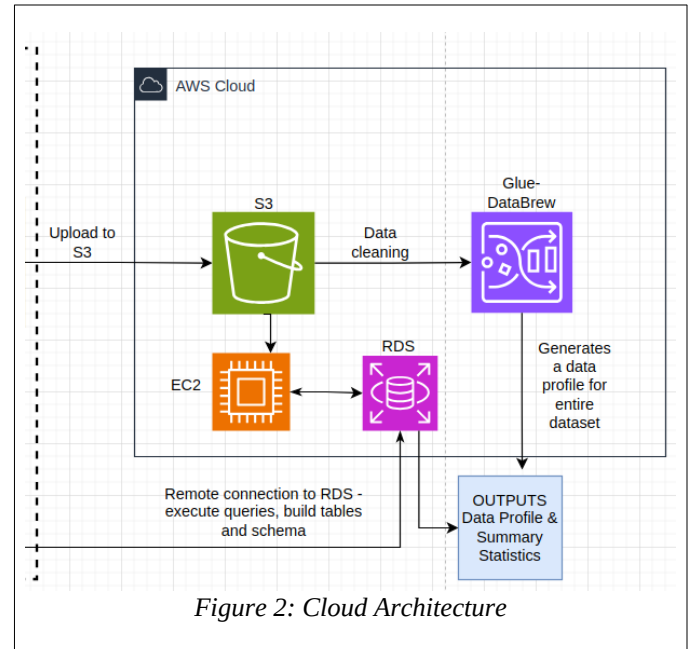 AWS Cloud
Glue-
DataBrew
S3
Upload to
S3
Data
cleaning
RDS
EC2
Generates
a data
profile for
entire
dataset
Remote connection to RDS -
execute queries, build tables
and schema
OUTPUTS
Data Profile &
Summary
Statistics
Figure 2: Cloud Architecture